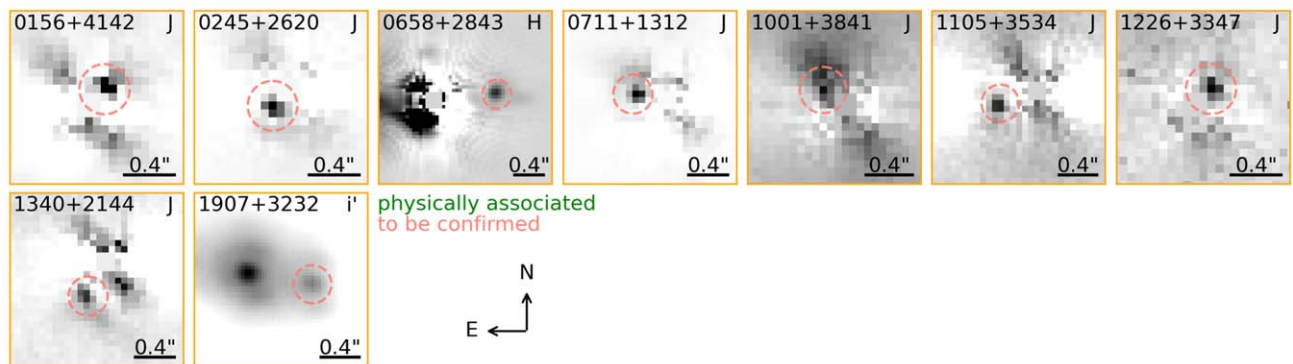 0156+4142 J
0.4"
0245+2620 J
0.4"
0658+2843 H
0.4"
0711+1312 J
0.4"
1001+3841 J
0.4"
1105+3534 J
0.4"
1226+3347 J
0.4"
1340+2144 J
0.4"
1907+3232 i'
0.4"
physically associated
to be confirmed
N
E